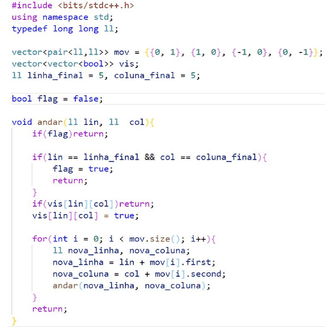 #include <bits/stdc++.h>
using namespace std;
typedef long long ll;

vector<pair<ll,ll>> mov = {{0, 1}, {1, 0}, {-1, 0}, {0, -1}};
vector<vector<bool>> vis;
ll linha_final = 5, coluna_final = 5;

bool flag = false;

void andar(ll lin, ll  col){
    if(flag)return;

    if(lin == linha_final && col == coluna_final){
        flag = true;
        return;
    }
    if(vis[lin][col])return;
    vis[lin][col] = true;

    for(int i = 0; i < mov.size(); i++){
        ll nova_linha, nova_coluna;
        nova_linha = lin + mov[i].first;
        nova_coluna = col + mov[i].second;
        andar(nova_linha, nova_coluna);
    }
    return;
}